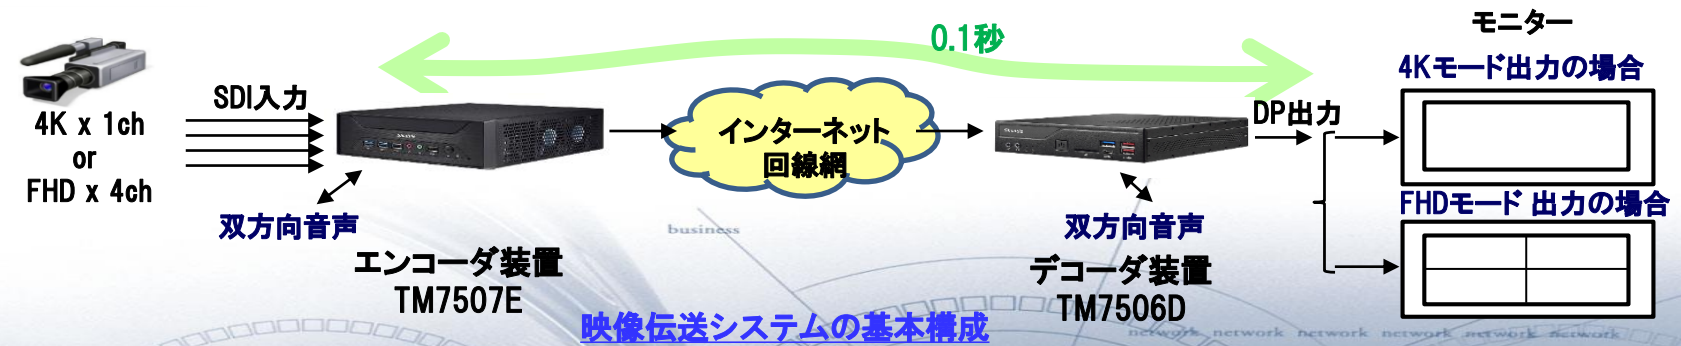 0.1秒
モニター
4Kモード出力の場合
SDI入力
4K x 1ch
or
FHD x 4ch
インターネット
回線網
DP出力
FHDモード 出力の場合
双方向音声
双方向音声
business
エンコーダ装置
TM7507E
デコーダ装置
TM7506D
映像伝送システムの基本構成
network network network network network network